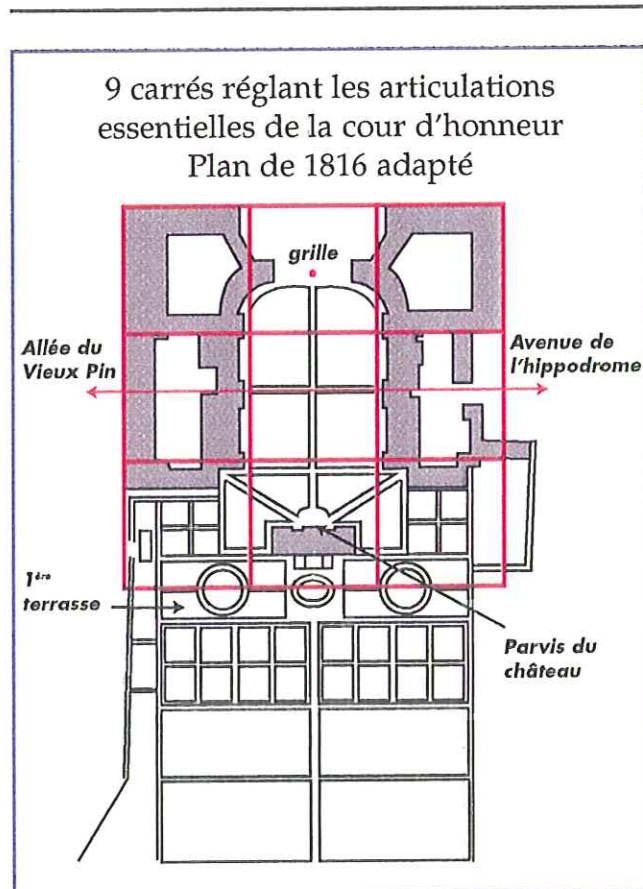 9 carrés réglant les articulations
essentielles de la cour d'honneur
Plan de 1816 adapté
grille
Allée du
Vieux Pin
Avenue de
l'hippodrome
1ère
terrasse
Parvis du
château